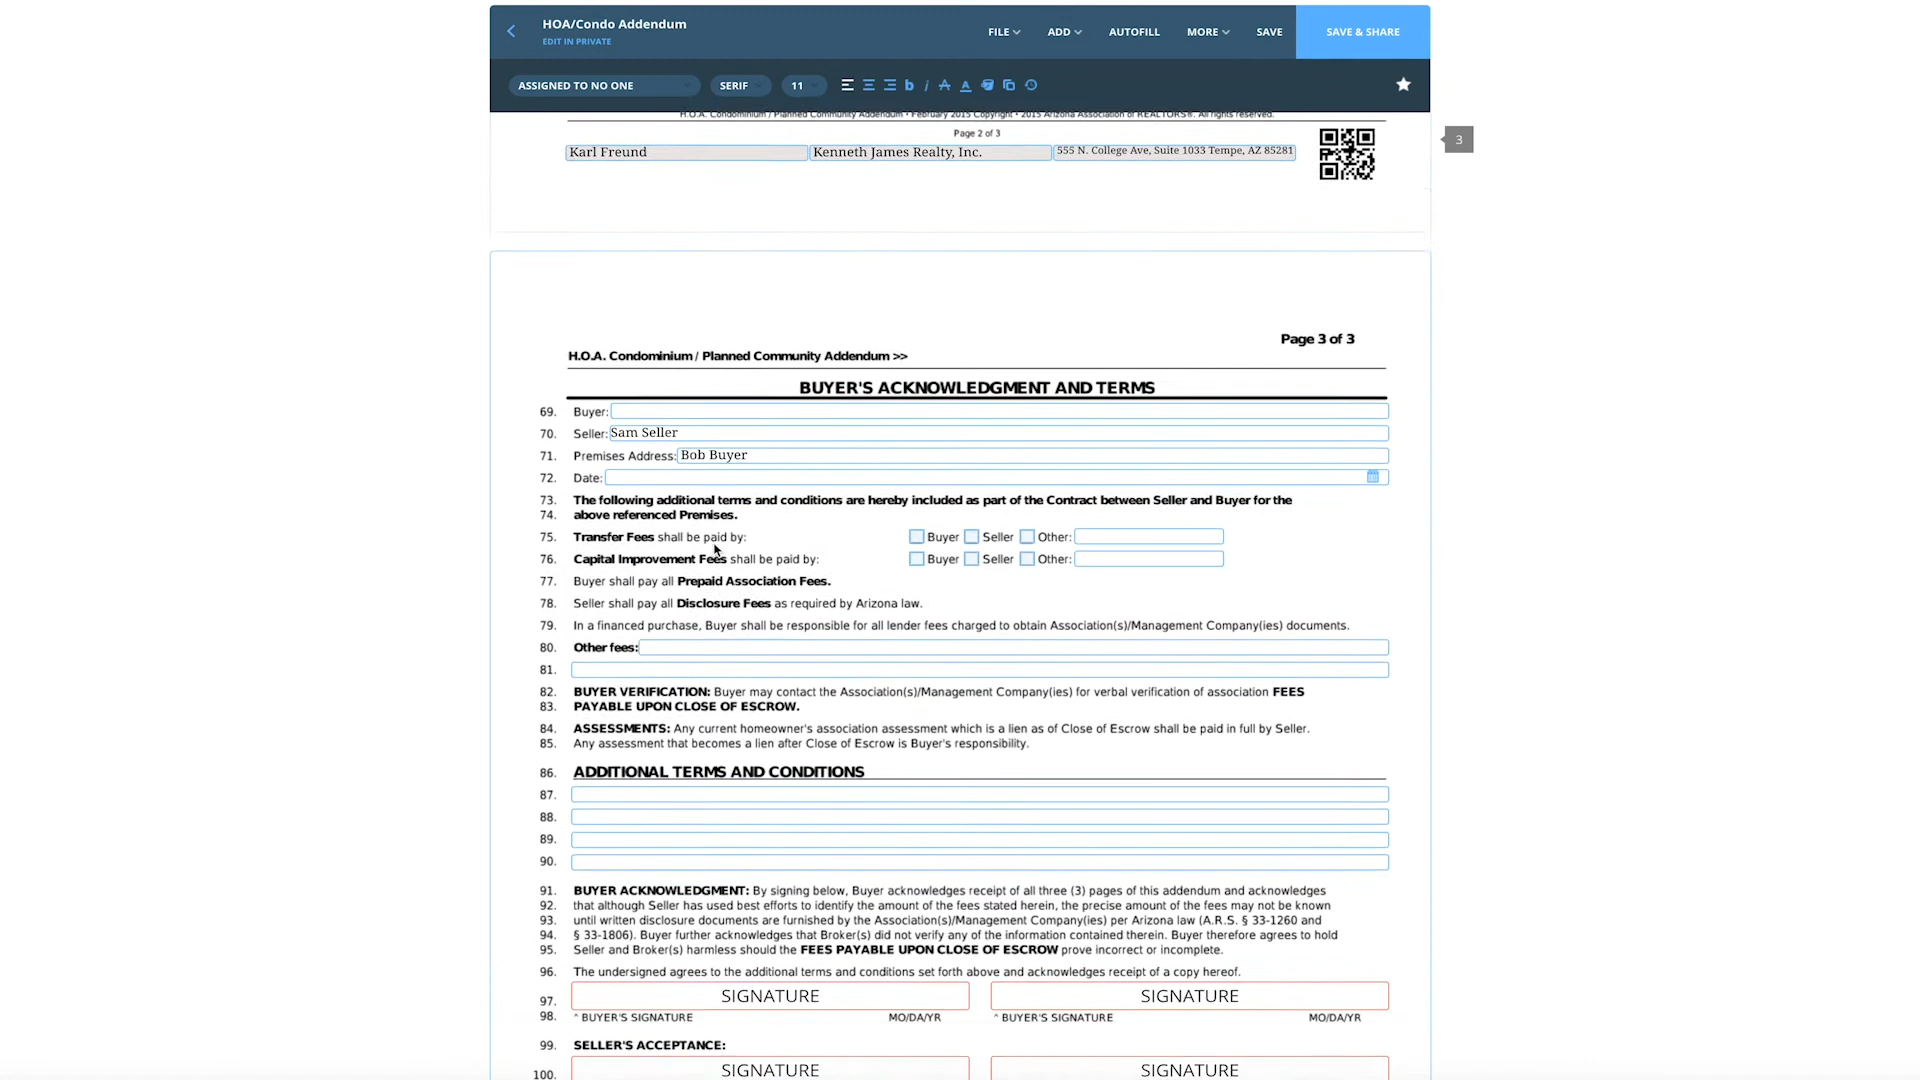 HOA/Condo Addendum
EDIT IN PRIVATE
FILE ADD AUTOFILL MORE SAVE SAVE & SHARE
ASSIGNED TO NO ONE SERIF 11 b i A A
H.O.A. Condominium / Planned Community Addendum • February 2015 Copyright • 2015 Arizona Association of REALTORS®. All rights reserved.
Page 2 of 3
3
Karl Freund Kenneth James Realty, Inc. 555 N. College Ave, Suite 1033 Tempe, AZ 85281
Page 3 of 3
H.O.A. Condominium / Planned Community Addendum >>
BUYER'S ACKNOWLEDGMENT AND TERMS
69. Buyer:
70. Seller: Sam Seller
71. Premises Address: Bob Buyer
72. Date:
73. The following additional terms and conditions are hereby included as part of the Contract between Seller and Buyer for the
74. above referenced Premises.
75. Transfer Fees shall be paid by: Buyer Seller Other:
76. Capital Improvement Fees shall be paid by: Buyer Seller Other:
77. Buyer shall pay all Prepaid Association Fees.
78. Seller shall pay all Disclosure Fees as required by Arizona law.
79. In a financed purchase, Buyer shall be responsible for all lender fees charged to obtain Association(s)/Management Company(ies) documents.
80. Other fees:
81.
82. BUYER VERIFICATION: Buyer may contact the Association(s)/Management Company(ies) for verbal verification of association FEES
83. PAYABLE UPON CLOSE OF ESCROW.
84. ASSESSMENTS: Any current homeowner's association assessment which is a lien as of Close of Escrow shall be paid in full by Seller.
85. Any assessment that becomes a lien after Close of Escrow is Buyer's responsibility.
86. ADDITIONAL TERMS AND CONDITIONS
87.
88.
89.
90.
91. BUYER ACKNOWLEDGMENT: By signing below, Buyer acknowledges receipt of all three (3) pages of this addendum and acknowledges
92. that although Seller has used best efforts to identify the amount of the fees stated herein, the precise amount of the fees may not be known
93. until written disclosure documents are furnished by the Association(s)/Management Company(ies) per Arizona law (A.R.S. § 33-1260 and
94. § 33-1806). Buyer further acknowledges that Broker(s) did not verify any of the information contained therein. Buyer therefore agrees to hold
95. Seller and Broker(s) harmless should the FEES PAYABLE UPON CLOSE OF ESCROW prove incorrect or incomplete.
96. The undersigned agrees to the additional terms and conditions set forth above and acknowledges receipt of a copy hereof.
97. SIGNATURE SIGNATURE
98. ^ BUYER'S SIGNATURE MO/DA/YR ^ BUYER'S SIGNATURE MO/DA/YR
99. SELLER'S ACCEPTANCE:
100. SIGNATURE SIGNATURE